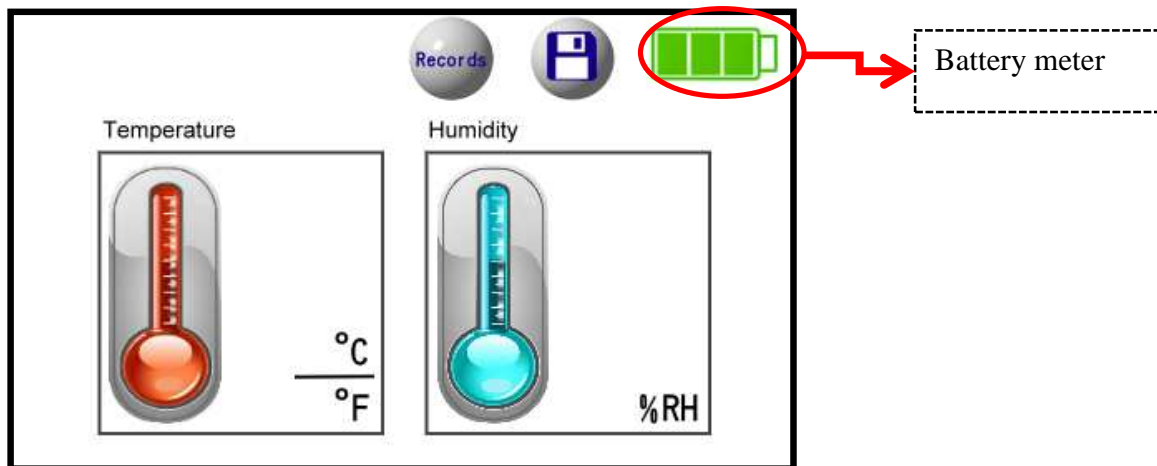 Records
Battery meter
Temperature
Humidity
°C
°F
%RH